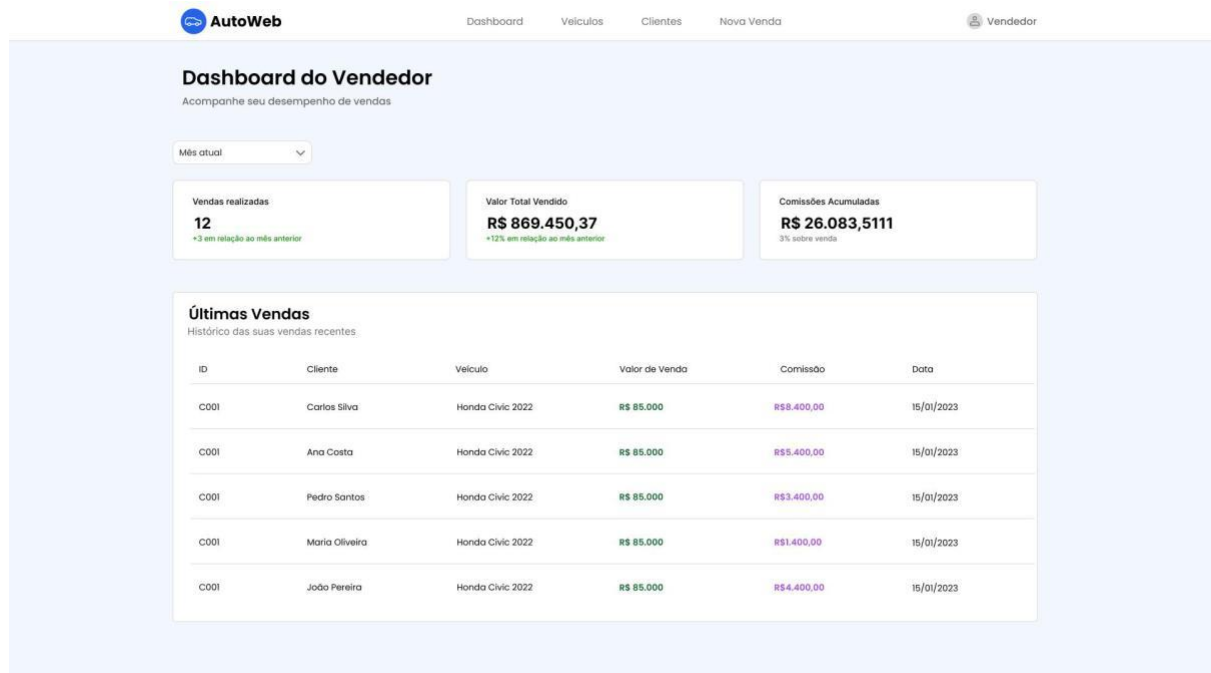 AutoWeb Dashboard Veículos Clientes Nova Venda Vendedor
Dashboard do Vendedor
Acompanhe seu desempenho de vendas
Mês atual
Vendas realizadas Valor Total Vendido Comissões Acumuladas
12 R$ 869.450,37 R$ 26.083,5111
+3 em relação ao mês anterior +12% em relação ao mês anterior 3% sobre venda
Últimas Vendas
Histórico das suas vendas recentes
ID Cliente Veículo Valor de Venda Comissão Data
C001 Carlos Silva Honda Civic 2022 R$ 85.000 R$8.400,00 15/01/2023
C001 Ana Costa Honda Civic 2022 R$ 85.000 R$5.400,00 15/01/2023
C001 Pedro Santos Honda Civic 2022 R$ 85.000 R$3.400,00 15/01/2023
C001 Maria Oliveira Honda Civic 2022 R$ 85.000 R$1.400,00 15/01/2023
C001 João Pereira Honda Civic 2022 R$ 85.000 R$4.400,00 15/01/2023